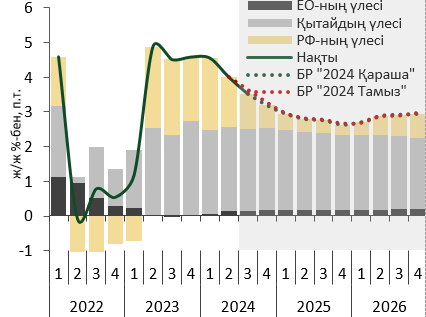 ЕО-ның үлесі
Қытайдың үлесі
РФ-ның үлесі
Нақты
БР "2024 Қараша"
БР "2024 Тамыз"
ж/ж %-бен, п.т.
6
5
4
3
2
1
0
-1
1 2 3 4 1 2 3 4 1 2 3 4 1 2 3 4 1 2 3 4
2022 2023 2024 2025 2026